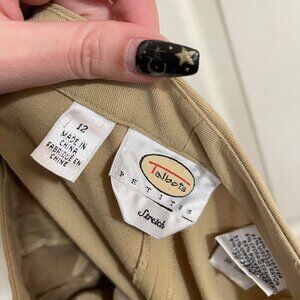 12
MADE IN
CHINA
FABRIQUÉ EN
CHINE
Talbots
PETITES
Stretch